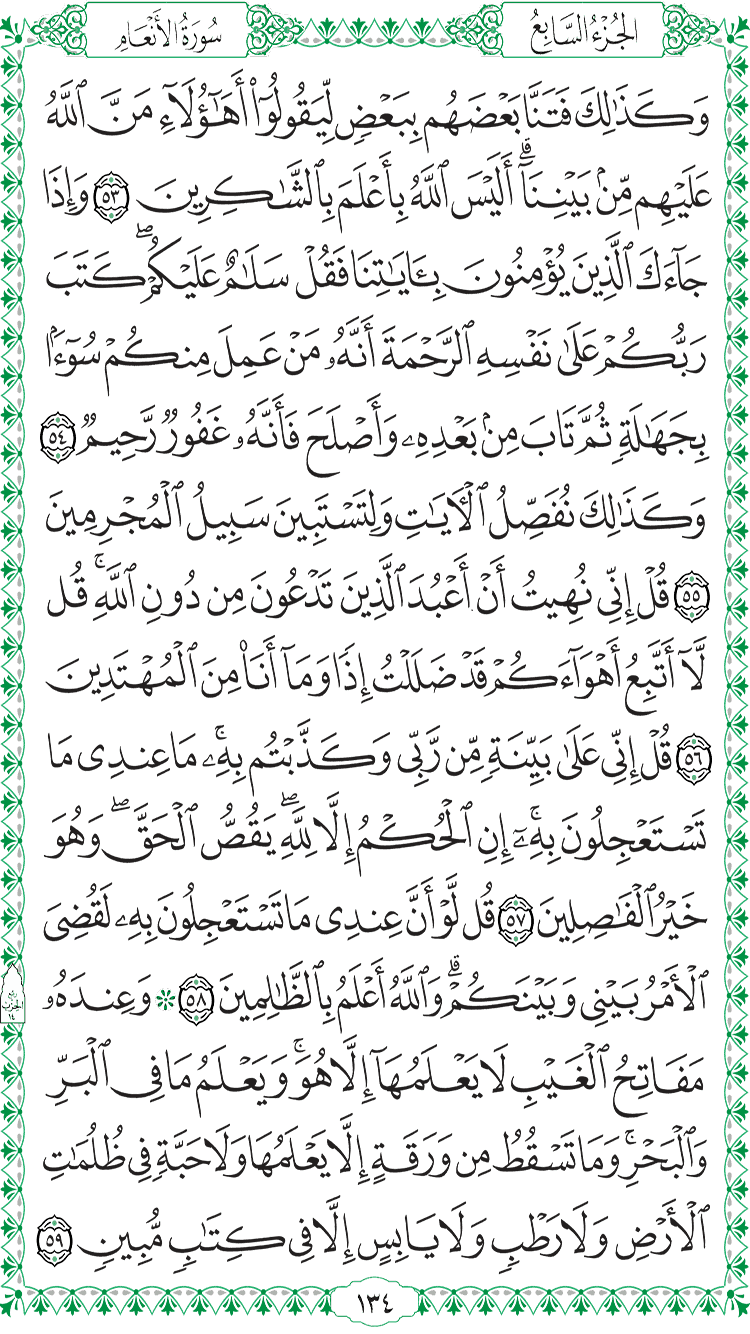 الجُزْءُ السَّابِعُ
سُورَةُ الأَنْعَامِ
وَكَذَٰلِكَ فَتَنَّا بَعْضَهُم بِبَعْضٍ لِّيَقُولُوٓا۟ أَهَٰٓؤُلَآءِ مَنَّ ٱللَّهُ
عَلَيْهِم مِّنۢ بَيْنِنَآ ۗ أَلَيْسَ ٱللَّهُ بِأَعْلَمَ بِٱلشَّٰكِرِينَ ٥٣ وَإِذَا
جَآءَكَ ٱلَّذِينَ يُؤْمِنُونَ بِـَٔايَٰتِنَا فَقُلْ سَلَٰمٌ عَلَيْكُمْ ۖ كَتَبَ
رَبُّكُمْ عَلَىٰ نَفْسِهِ ٱلرَّحْمَةَ أَنَّهُۥ مَنْ عَمِلَ مِنكُمْ سُوٓءًۢا
بِجَهَٰلَةٍ ثُمَّ تَابَ مِنۢ بَعْدِهِۦ وَأَصْلَحَ فَأَنَّهُۥ غَفُورٌ رَّحِيمٌ ٥٤
وَكَذَٰلِكَ نُفَصِّلُ ٱلْـَٔايَٰتِ وَلِتَسْتَبِينَ سَبِيلُ ٱلْمُجْرِمِينَ
٥٥ قُلْ إِنِّى نُهِيتُ أَنْ أَعْبُدَ ٱلَّذِينَ تَدْعُونَ مِن دُونِ ٱللَّهِ ۚ قُل
لَّآ أَتَّبِعُ أَهْوَآءَكُمْ قَدْ ضَلَلْتُ إِذًا وَمَآ أَنَا۠ مِنَ ٱلْمُهْتَدِينَ
٥٦ قُلْ إِنِّى عَلَىٰ بَيِّنَةٍ مِّن رَّبِّى وَكَذَّبْتُم بِهِۦ ۚ مَا عِندِى مَا
تَسْتَعْجِلُونَ بِهِۦٓ ۚ إِنِ ٱلْحُكْمُ إِلَّا لِلَّهِ ۖ يَقُصُّ ٱلْحَقَّ ۖ وَهُوَ
خَيْرُ ٱلْفَٰصِلِينَ ٥٧ قُل لَّوْ أَنَّ عِندِى مَا تَسْتَعْجِلُونَ بِهِۦ لَقُضِىَ
ٱلْأَمْرُ بَيْنِى وَبَيْنَكُمْ ۗ وَٱللَّهُ أَعْلَمُ بِٱلظَّٰلِمِينَ ٥٨ ۞ وَعِندَهُۥ
مَفَاتِحُ ٱلْغَيْبِ لَا يَعْلَمُهَآ إِلَّا هُوَ ۚ وَيَعْلَمُ مَا فِى ٱلْبَرِّ
وَٱلْبَحْرِ ۚ وَمَا تَسْقُطُ مِن وَرَقَةٍ إِلَّا يَعْلَمُهَا وَلَا حَبَّةٍ فِى ظُلُمَٰتِ
ٱلْأَرْضِ وَلَا رَطْبٍ وَلَا يَابِسٍ إِلَّا فِى كِتَٰبٍ مُّبِينٍ ٥٩
١٣٤